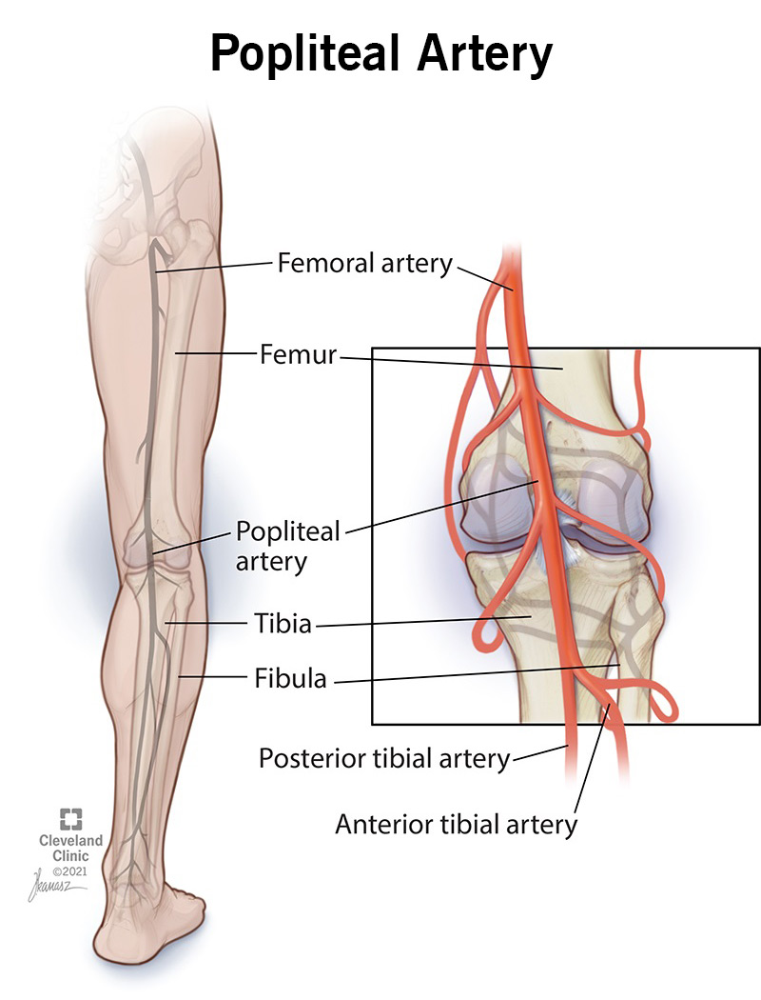 Popliteal Artery
Femoral artery
Femur
Popliteal
artery
Tibia
Fibula
Posterior tibial artery
Anterior tibial artery
Cleveland
Clinic
©2021